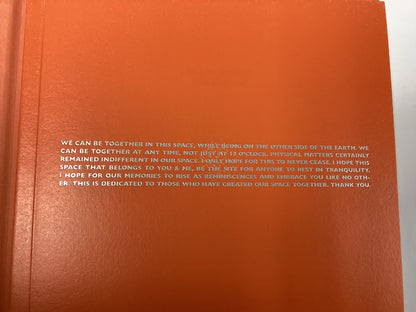 WE CAN BE TOGETHER IN THIS SPACE, WHILE BEING ON THE OTHER SIDE OF THE EARTH. WE
CAN BE TOGETHER AT ANY TIME, NOT JUST AT 12 O'CLOCK. PHYSICAL MATTERS CERTAINLY
REMAINED INDIFFERENT IN OUR SPACE. I ONLY HOPE FOR THIS TO NEVER CEASE. I HOPE THIS
SPACE THAT BELONGS TO YOU & ME, BE THE SITE FOR ANYONE TO REST IN TRANQUILITY.
I HOPE FOR OUR MEMORIES TO RISE AS REMINISCENCES AND EMBRACE YOU LIKE NO OTH-
ER. THIS IS DEDICATED TO THOSE WHO HAVE CREATED OUR SPACE TOGETHER. THANK YOU.